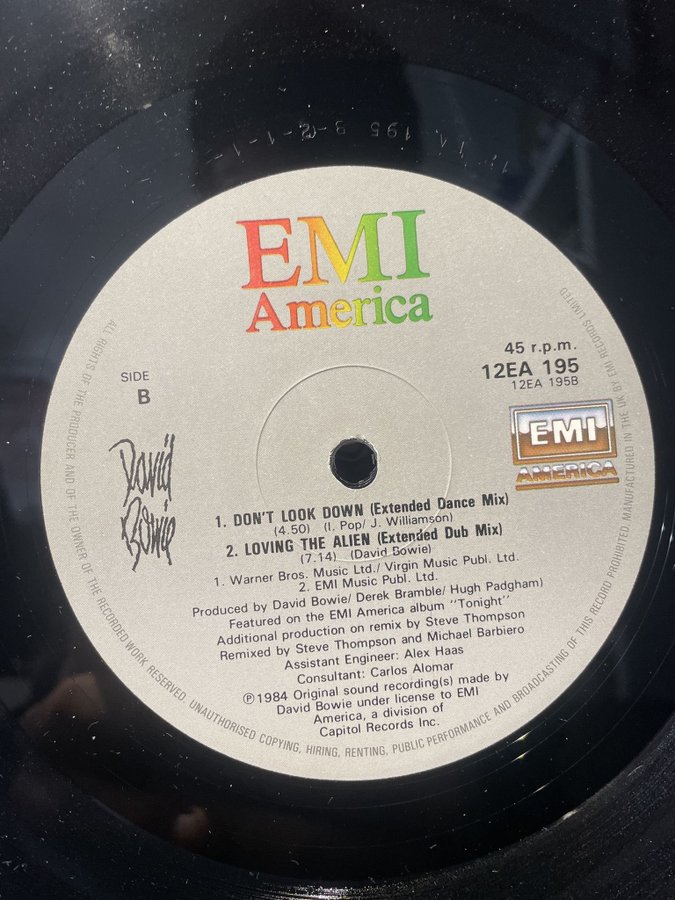 EMI
America
45 r.p.m.
12EA 195
12EA 195B
SIDE
B
EMI
AMERICA
David
Bowie
1. DON'T LOOK DOWN (Extended Dance Mix)
(4.50) (I. Pop/ J. Williamson)
2. LOVING THE ALIEN (Extended Dub Mix)
(7.14) (David Bowie)
1. Warner Bros. Music Ltd./ Virgin Music Publ. Ltd.
2. EMI Music Publ. Ltd.
Produced by David Bowie/ Derek Bramble/ Hugh Padgham)
Featured on the EMI America album "Tonight"
Additional production on remix by Steve Thompson
Remixed by Steve Thompson and Michael Barbiero
Assistant Engineer: Alex Haas
Consultant: Carlos Alomar
Ⓟ1984 Original sound recording(s) made by
David Bowie under license to EMI
America, a division of
Capitol Records Inc.
ALL RIGHTS OF THE PRODUCER AND OF THE OWNER OF THE RECORDED WORK RESERVED. UNAUTHORISED COPYING, HIRING, RENTING, PUBLIC PERFORMANCE AND BROADCASTING OF THIS RECORD PROHIBITED. MANUFACTURED IN THE UK BY EMI RECORDS LIMITED